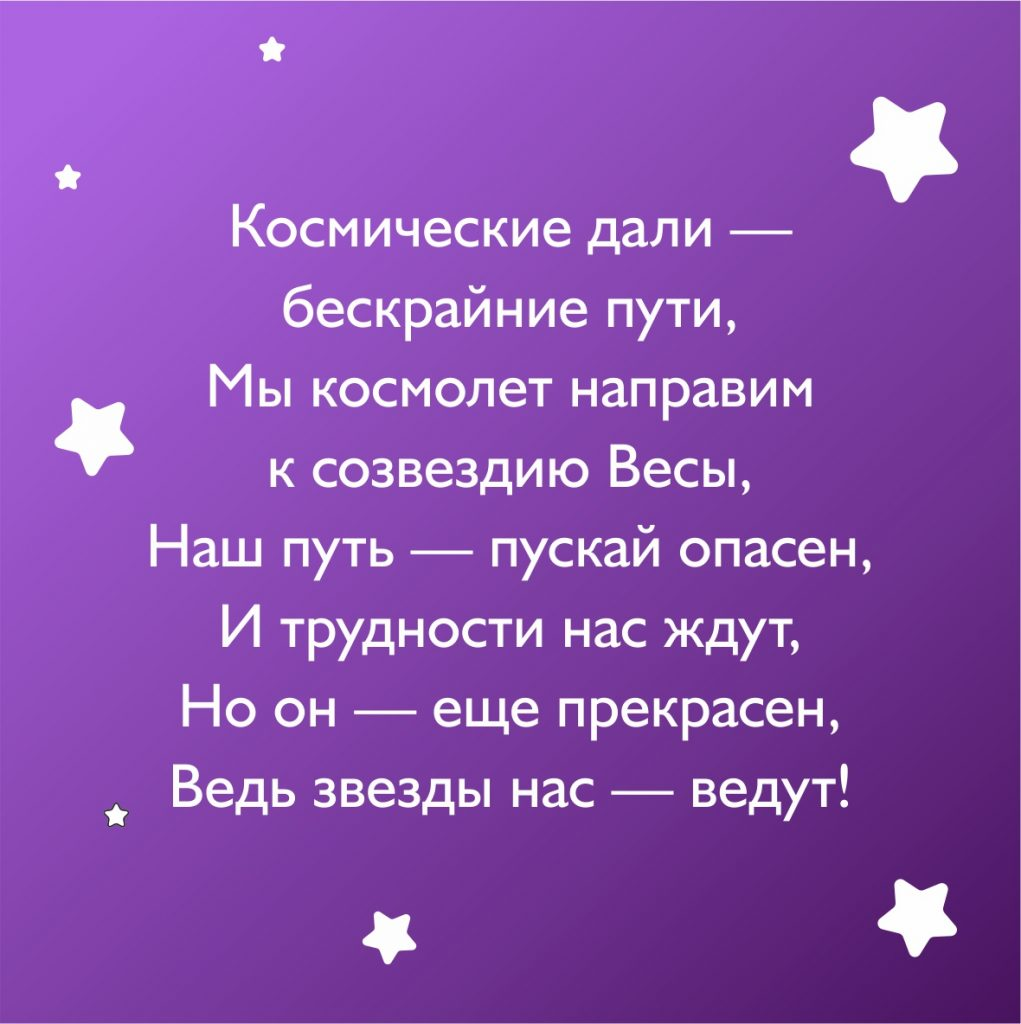 Космические дали —
бескрайние пути,
Мы космолет направим
к созвездию Весы,
Наш путь — пускай опасен,
И трудности нас ждут,
Но он — еще прекрасен,
Ведь звезды нас — ведут!